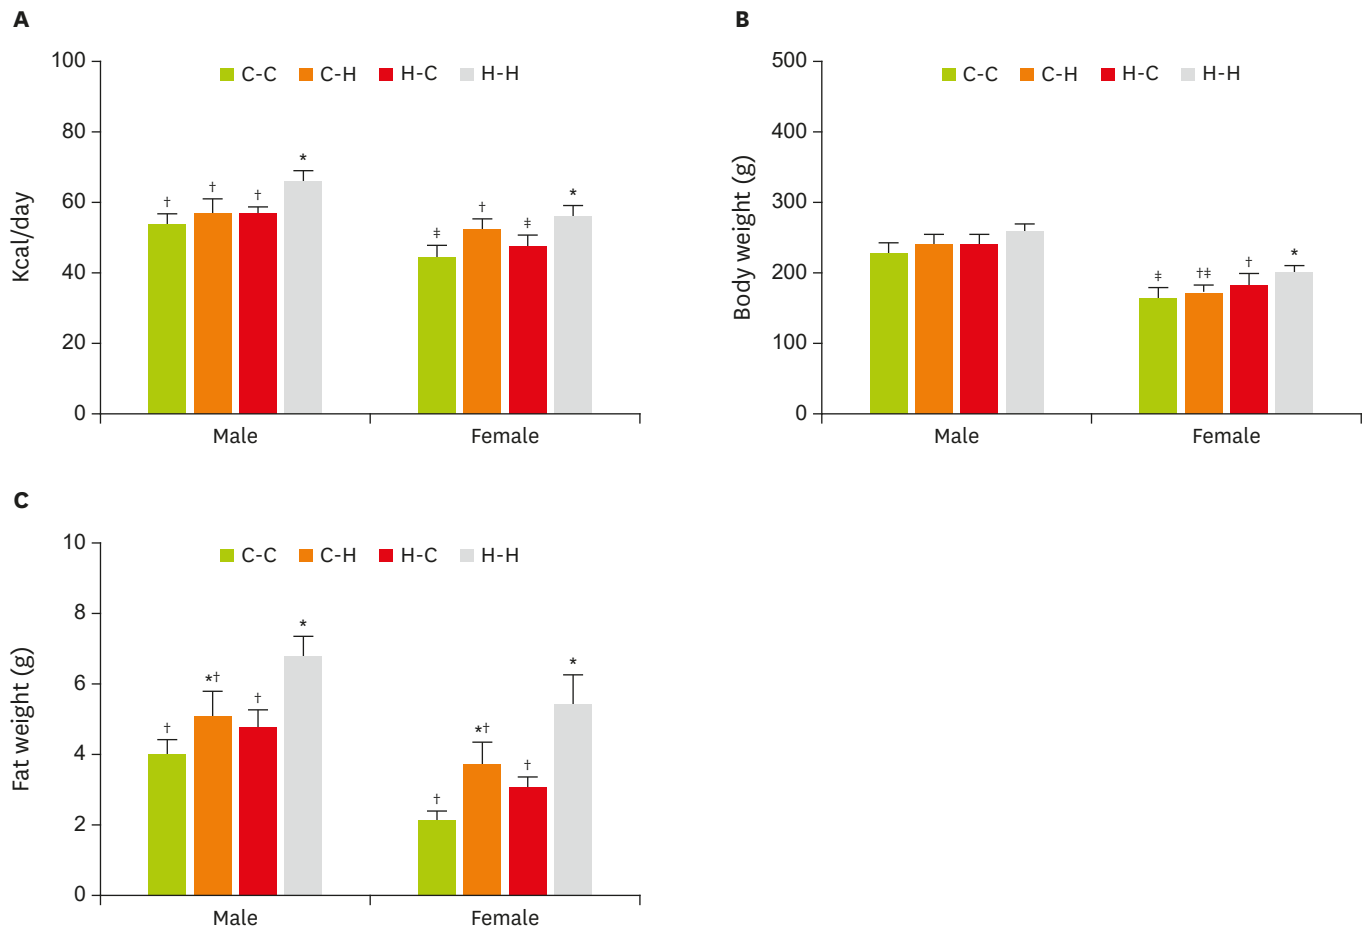 A
Kcal/day
100
80
60
40
20
0
C-C C-H H-C H-H
† † † *
‡ † ‡ *
Male Female
B
Body weight (g)
500
400
300
200
100
0
C-C C-H H-C H-H
‡ †‡ † *
Male Female
C
Fat weight (g)
10
8
6
4
2
0
C-C C-H H-C H-H
† *† † *
† *† † *
Male Female